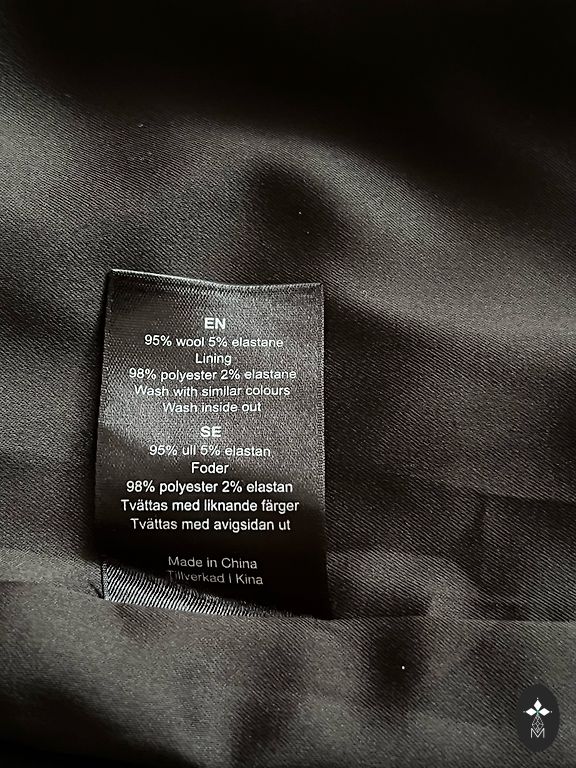 EN
95% wool 5% elastane
Lining
98% polyester 2% elastane
Wash with similar colours
Wash inside out
SE
95% ull 5% elastan
Foder
98% polyester 2% elastan
Tvättas med liknande färger
Tvättas med avigsidan ut
Made in China
Tillverkad I Kina
M